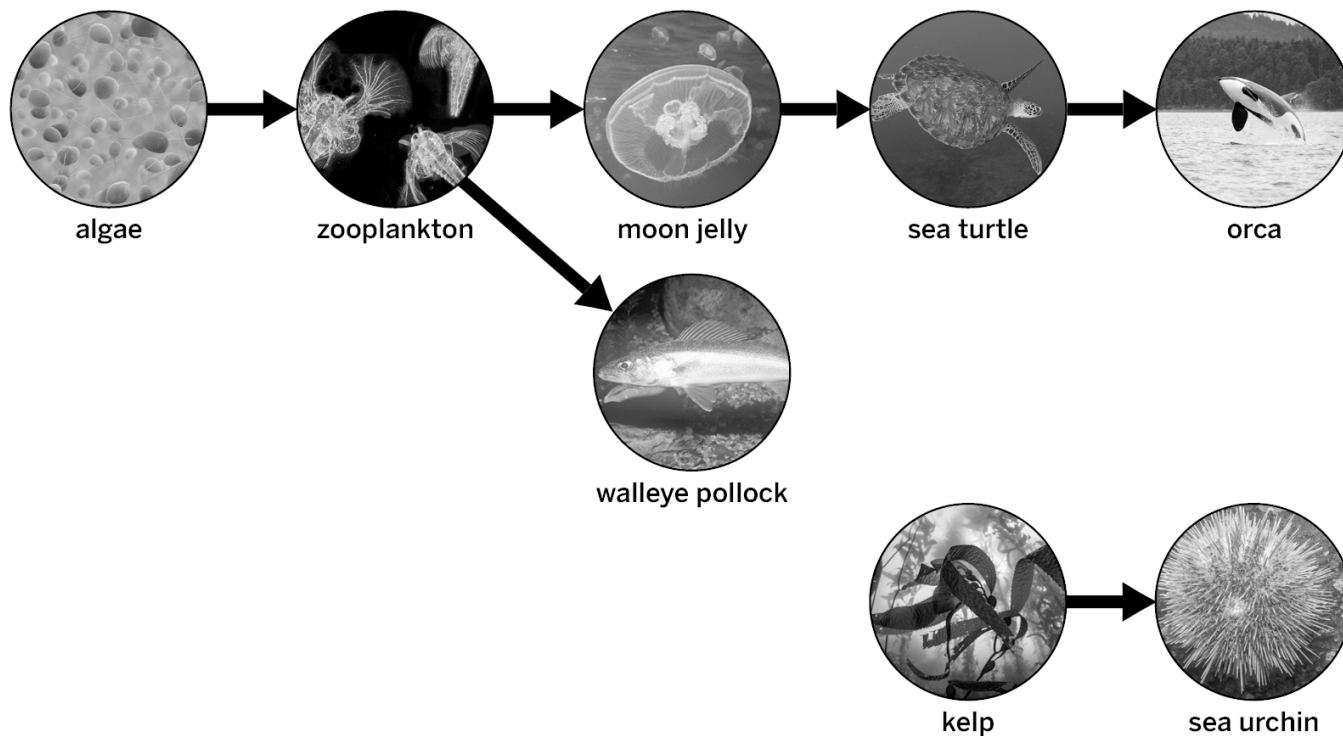 algae
zooplankton
moon jelly
sea turtle
orca
walleye pollock
kelp
sea urchin